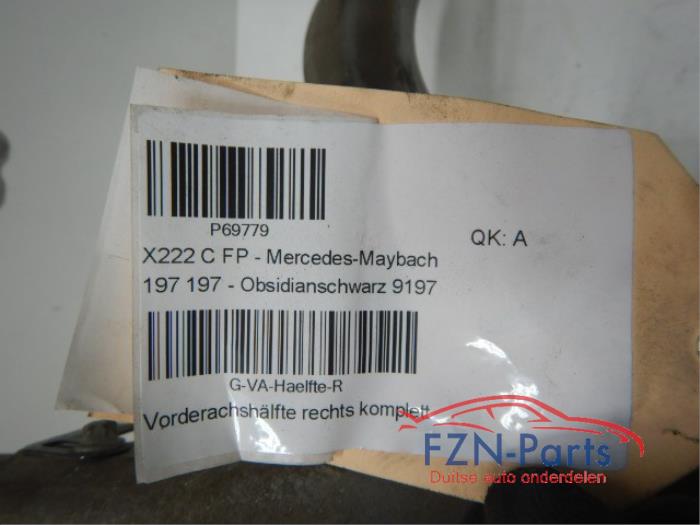 P69779
QK: A
X222 C FP - Mercedes-Maybach
197 197 - Obsidianschwarz 9197
G-VA-Haelfte-R
Vorderachshälfte rechts komplett
FZN-Parts
Duitse auto onderdelen